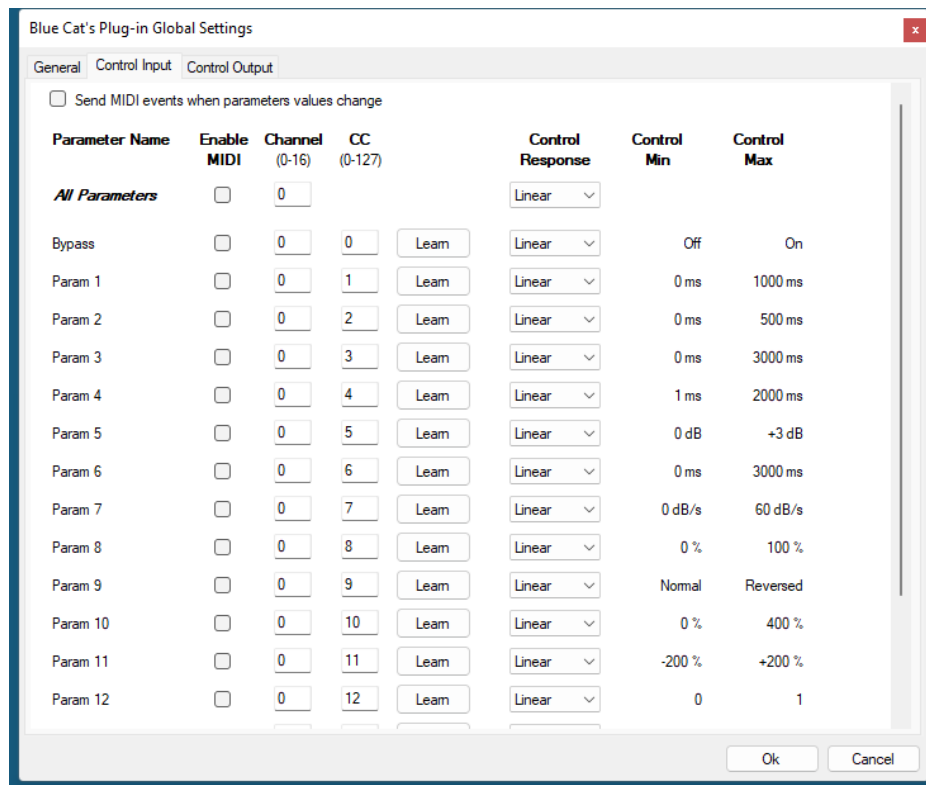 Blue Cat's Plug-in Global Settings
x
General Control Input Control Output
Send MIDI events when parameters values change
Parameter Name Enable MIDI Channel (0-16) CC (0-127) Control Response Control Min Control Max
All Parameters 0 Linear
Bypass 0 0 Learn Linear Off On
Param 1 0 1 Learn Linear 0 ms 1000 ms
Param 2 0 2 Learn Linear 0 ms 500 ms
Param 3 0 3 Learn Linear 0 ms 3000 ms
Param 4 0 4 Learn Linear 1 ms 2000 ms
Param 5 0 5 Learn Linear 0 dB +3 dB
Param 6 0 6 Learn Linear 0 ms 3000 ms
Param 7 0 7 Learn Linear 0 dB/s 60 dB/s
Param 8 0 8 Learn Linear 0 % 100 %
Param 9 0 9 Learn Linear Normal Reversed
Param 10 0 10 Learn Linear 0 % 400 %
Param 11 0 11 Learn Linear -200 % +200 %
Param 12 0 12 Learn Linear 0 1
Ok Cancel